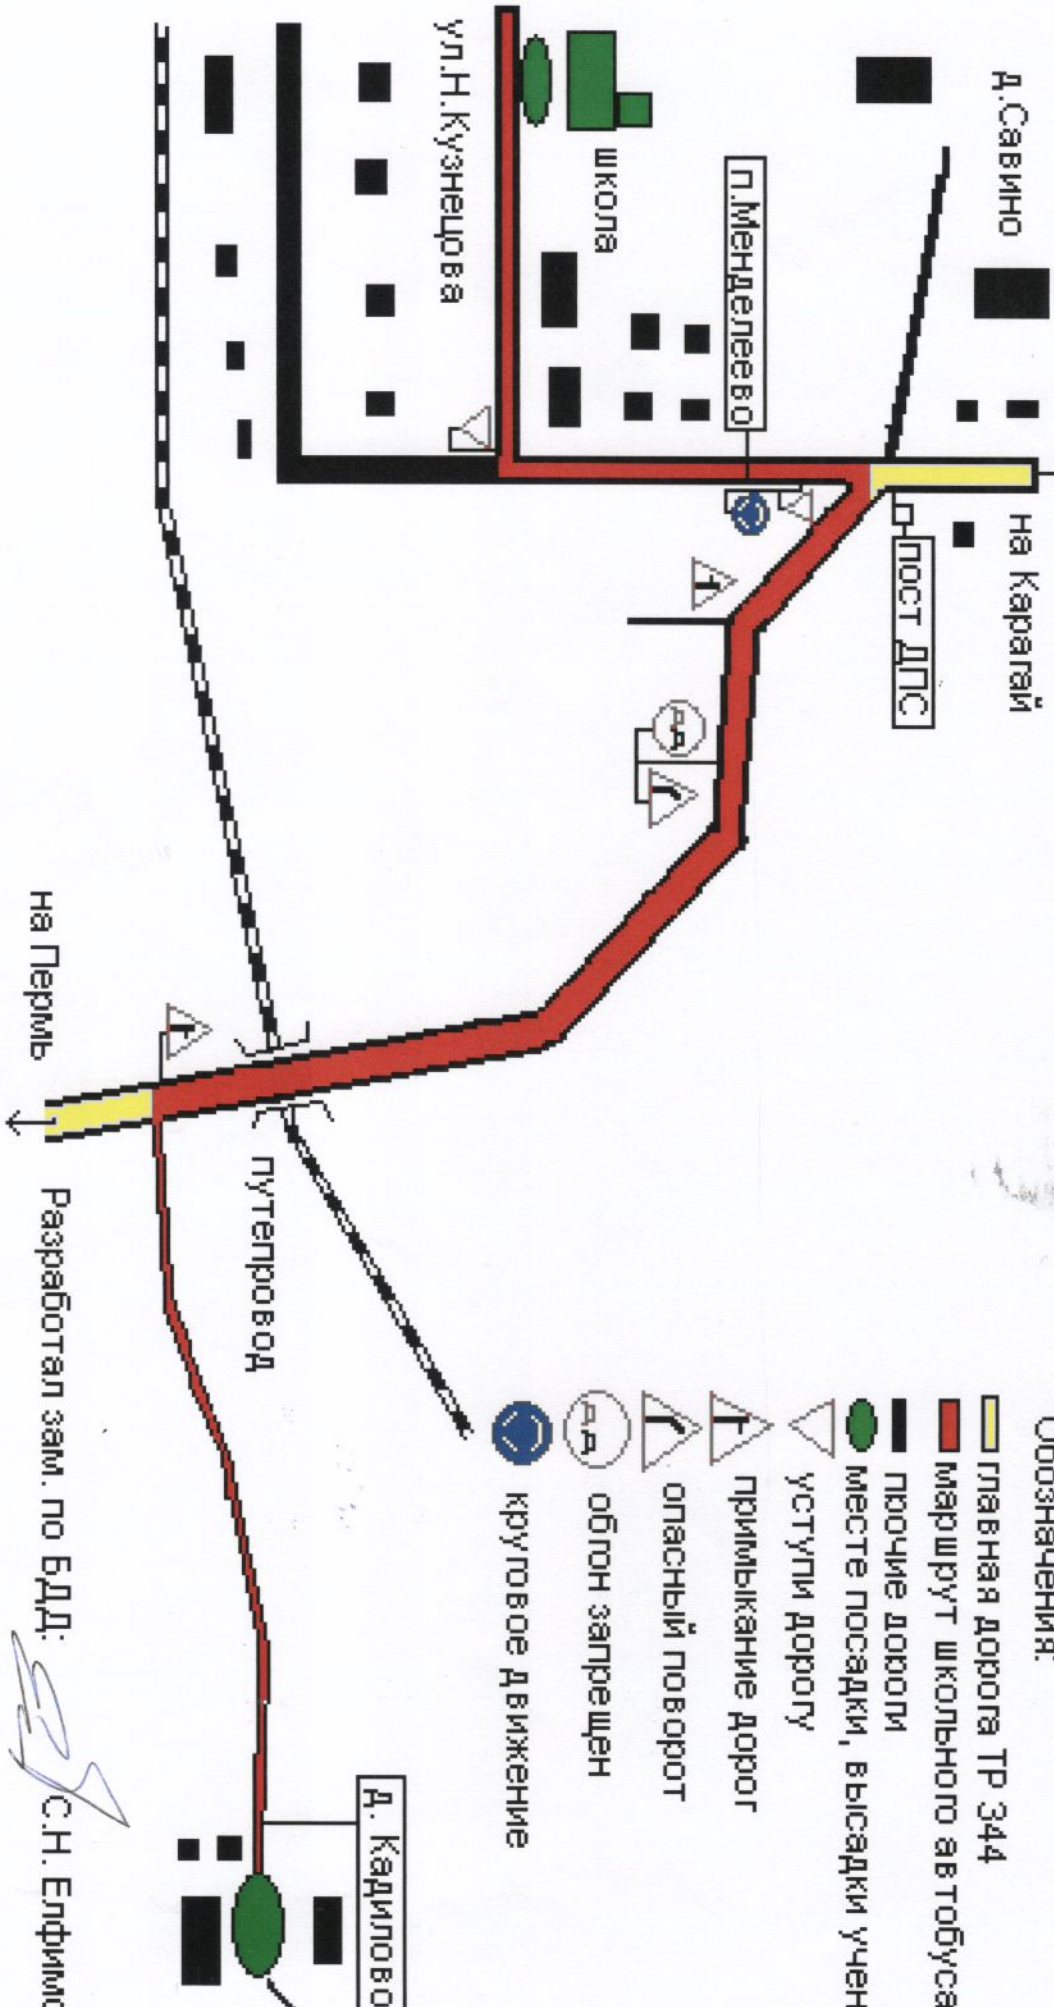 д.Савино
на Карагай
Обозначения:
главная дорога ТР 344
маршрут школьного автобуса
прочие дороги
месте посадки, высадки учен
уступи дорогу
примыкание дорог
опасный поворот
обгон запрещен
круговое движение
пост ДПС
п.Менделеево
школа
ул.Н.Кузнецова
путепровод
д. Кадилово
на Пермь
Разработал зам. по БДД:
С.Н. Елфимо